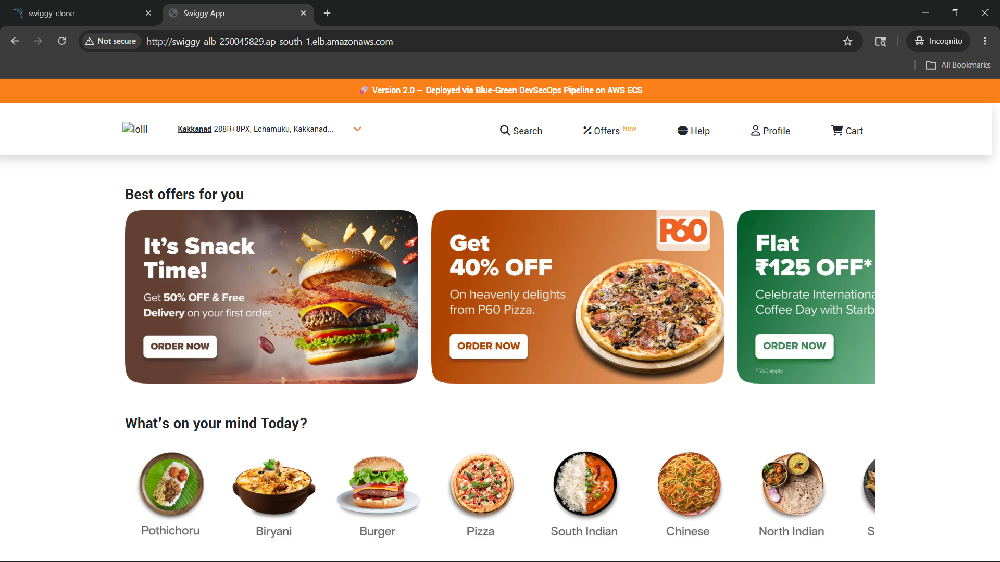 swiggy-clone
Swiggy App
Not secure
http://swiggy-alb-250045829.ap-south-1.elb.amazonaws.com
Incognito
All Bookmarks
🚀 Version 2.0 – Deployed via Blue-Green DevSecOps Pipeline on AWS ECS
lolll
Kakkanad 288R+8PX, Echamuku, Kakkanad...
Search
Offers New
Help
Profile
Cart
Best offers for you
It's Snack
Time!
Get 50% OFF & Free
Delivery on your first order.
ORDER NOW
P60
Get
40% OFF
On heavenly delights
from P60 Pizza.
ORDER NOW
Flat
₹125 OFF*
Celebrate Internationa
Coffee Day with Starb
ORDER NOW
*T&C apply
What's on your mind Today?
Pothichoru
Biryani
Burger
Pizza
South Indian
Chinese
North Indian
S